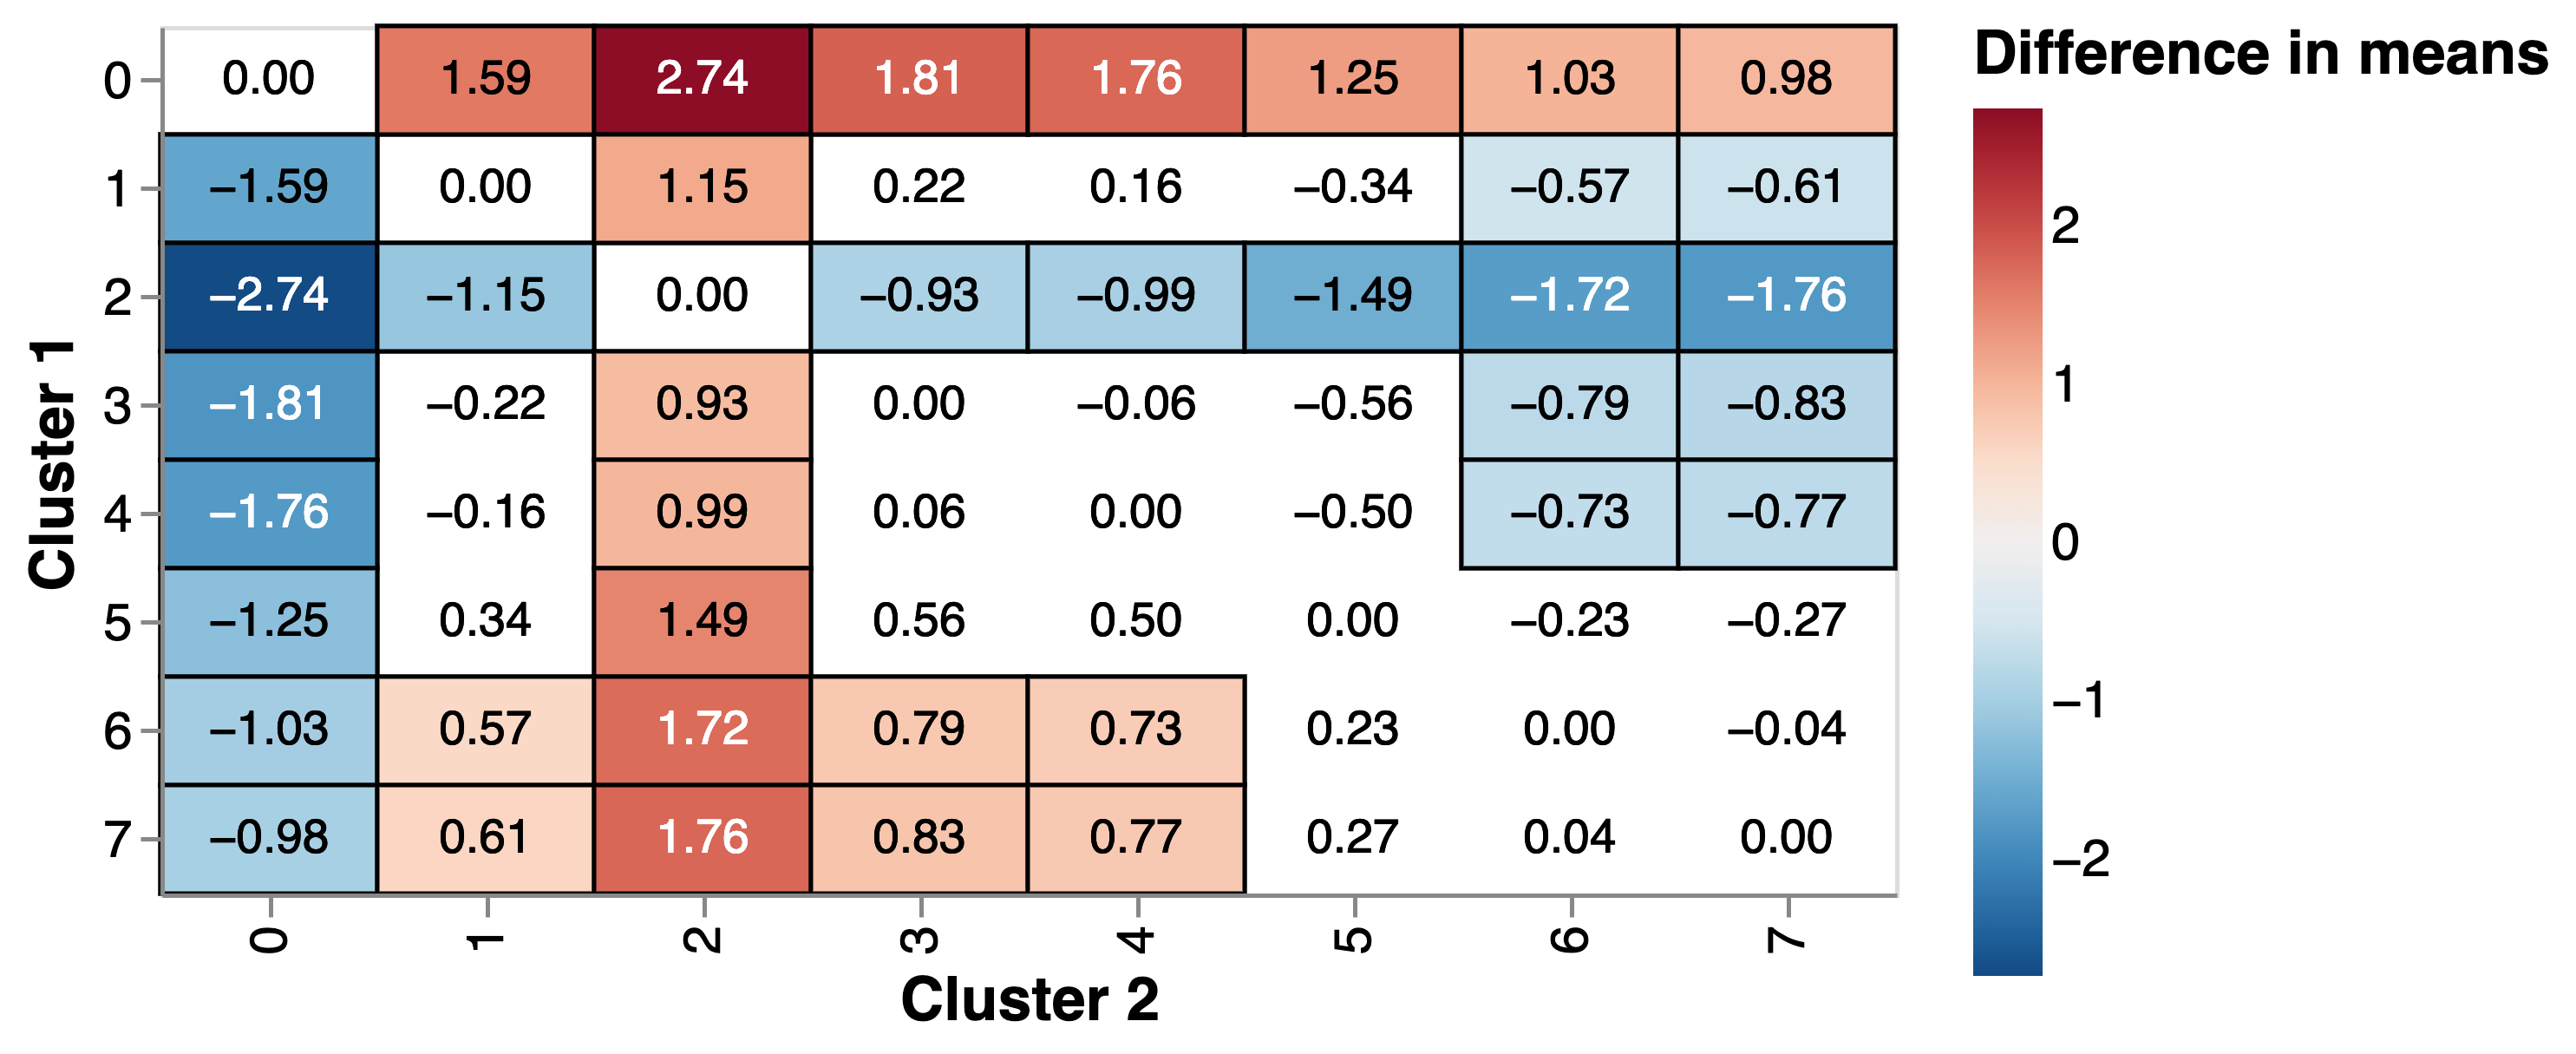 Difference in means
0 0.00 1.59 2.74 1.81 1.76 1.25 1.03 0.98
1 −1.59 0.00 1.15 0.22 0.16 −0.34 −0.57 −0.61
2 −2.74 −1.15 0.00 −0.93 −0.99 −1.49 −1.72 −1.76
3 −1.81 −0.22 0.93 0.00 −0.06 −0.56 −0.79 −0.83
4 −1.76 −0.16 0.99 0.06 0.00 −0.50 −0.73 −0.77
5 −1.25 0.34 1.49 0.56 0.50 0.00 −0.23 −0.27
6 −1.03 0.57 1.72 0.79 0.73 0.23 0.00 −0.04
7 −0.98 0.61 1.76 0.83 0.77 0.27 0.04 0.00
0 1 2 3 4 5 6 7
Cluster 1
Cluster 2
2
1
0
−1
−2